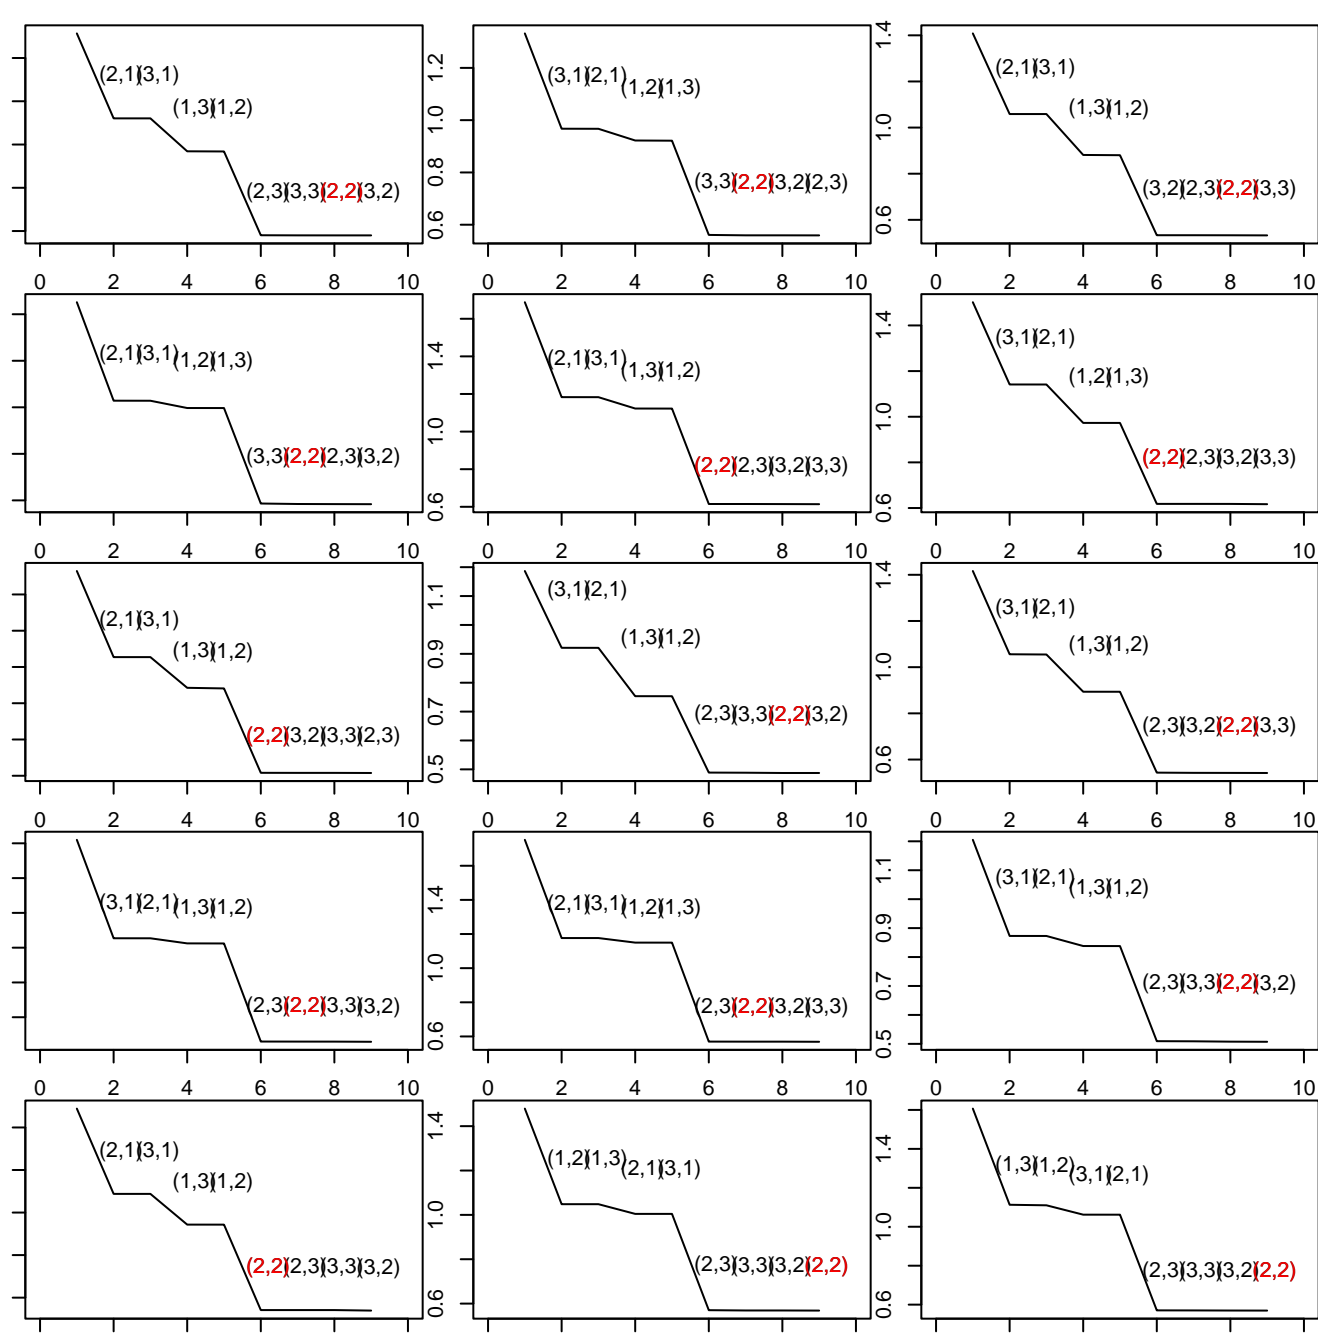 (2,1)(3,1)
(1,3)(1,2)
(2,3)(3,3)(2,2)(3,2)
0.6 0.8 1.0 1.2
(3,1)(2,1)
(1,2)(1,3)
(3,3)(2,2)(3,2)(2,3)
0.6 1.0 1.4
(2,1)(3,1)
(1,3)(1,2)
(3,2)(2,3)(2,2)(3,3)
0 2 4 6 8 10
0 2 4 6 8 10
0 2 4 6 8 10
(2,1)(3,1)
(1,2)(1,3)
(3,3)(2,2)(2,3)(3,2)
0.6 1.0 1.4
(2,1)(3,1)
(1,3)(1,2)
(2,2)(2,3)(3,2)(3,3)
0.6 1.0 1.4
(3,1)(2,1)
(1,2)(1,3)
(2,2)(2,3)(3,2)(3,3)
0 2 4 6 8 10
0 2 4 6 8 10
0 2 4 6 8 10
(2,1)(3,1)
(1,3)(1,2)
(2,2)(3,2)(3,3)(2,3)
0.5 0.7 0.9 1.1
(3,1)(2,1)
(1,3)(1,2)
(2,3)(3,3)(2,2)(3,2)
0.6 1.0 1.4
(3,1)(2,1)
(1,3)(1,2)
(2,3)(3,2)(2,2)(3,3)
0 2 4 6 8 10
0 2 4 6 8 10
0 2 4 6 8 10
(3,1)(2,1)
(1,3)(1,2)
(2,3)(2,2)(3,3)(3,2)
0.6 1.0 1.4
(2,1)(3,1)
(1,2)(1,3)
(2,3)(2,2)(3,2)(3,3)
0.5 0.7 0.9 1.1
(3,1)(2,1)
(1,3)(1,2)
(2,3)(3,3)(2,2)(3,2)
0 2 4 6 8 10
0 2 4 6 8 10
0 2 4 6 8 10
(2,1)(3,1)
(1,3)(1,2)
(2,2)(2,3)(3,3)(3,2)
0.6 1.0 1.4
(1,2)(1,3)
(2,1)(3,1)
(2,3)(3,3)(3,2)(2,2)
0.6 1.0 1.4
(1,3)(1,2)
(3,1)(2,1)
(2,3)(3,3)(3,2)(2,2)